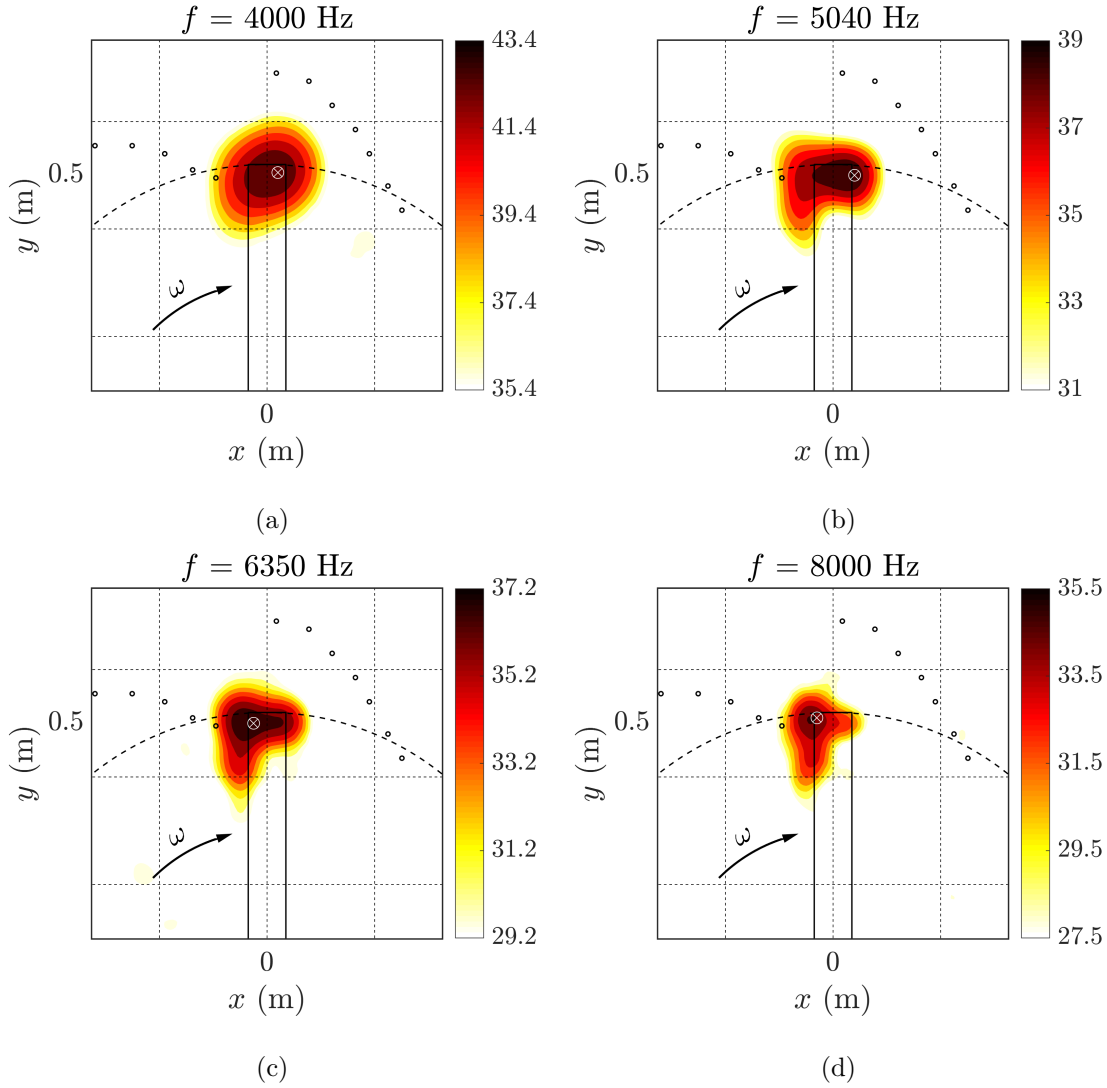 f = 4000 Hz
43.4
41.4
39.4
37.4
35.4
0.5
y (m)
ω
0
x (m)
(a)
f = 5040 Hz
39
37
35
33
31
0.5
y (m)
ω
0
x (m)
(b)
f = 6350 Hz
37.2
35.2
33.2
31.2
29.2
0.5
y (m)
ω
0
x (m)
(c)
f = 8000 Hz
35.5
33.5
31.5
29.5
27.5
0.5
y (m)
ω
0
x (m)
(d)